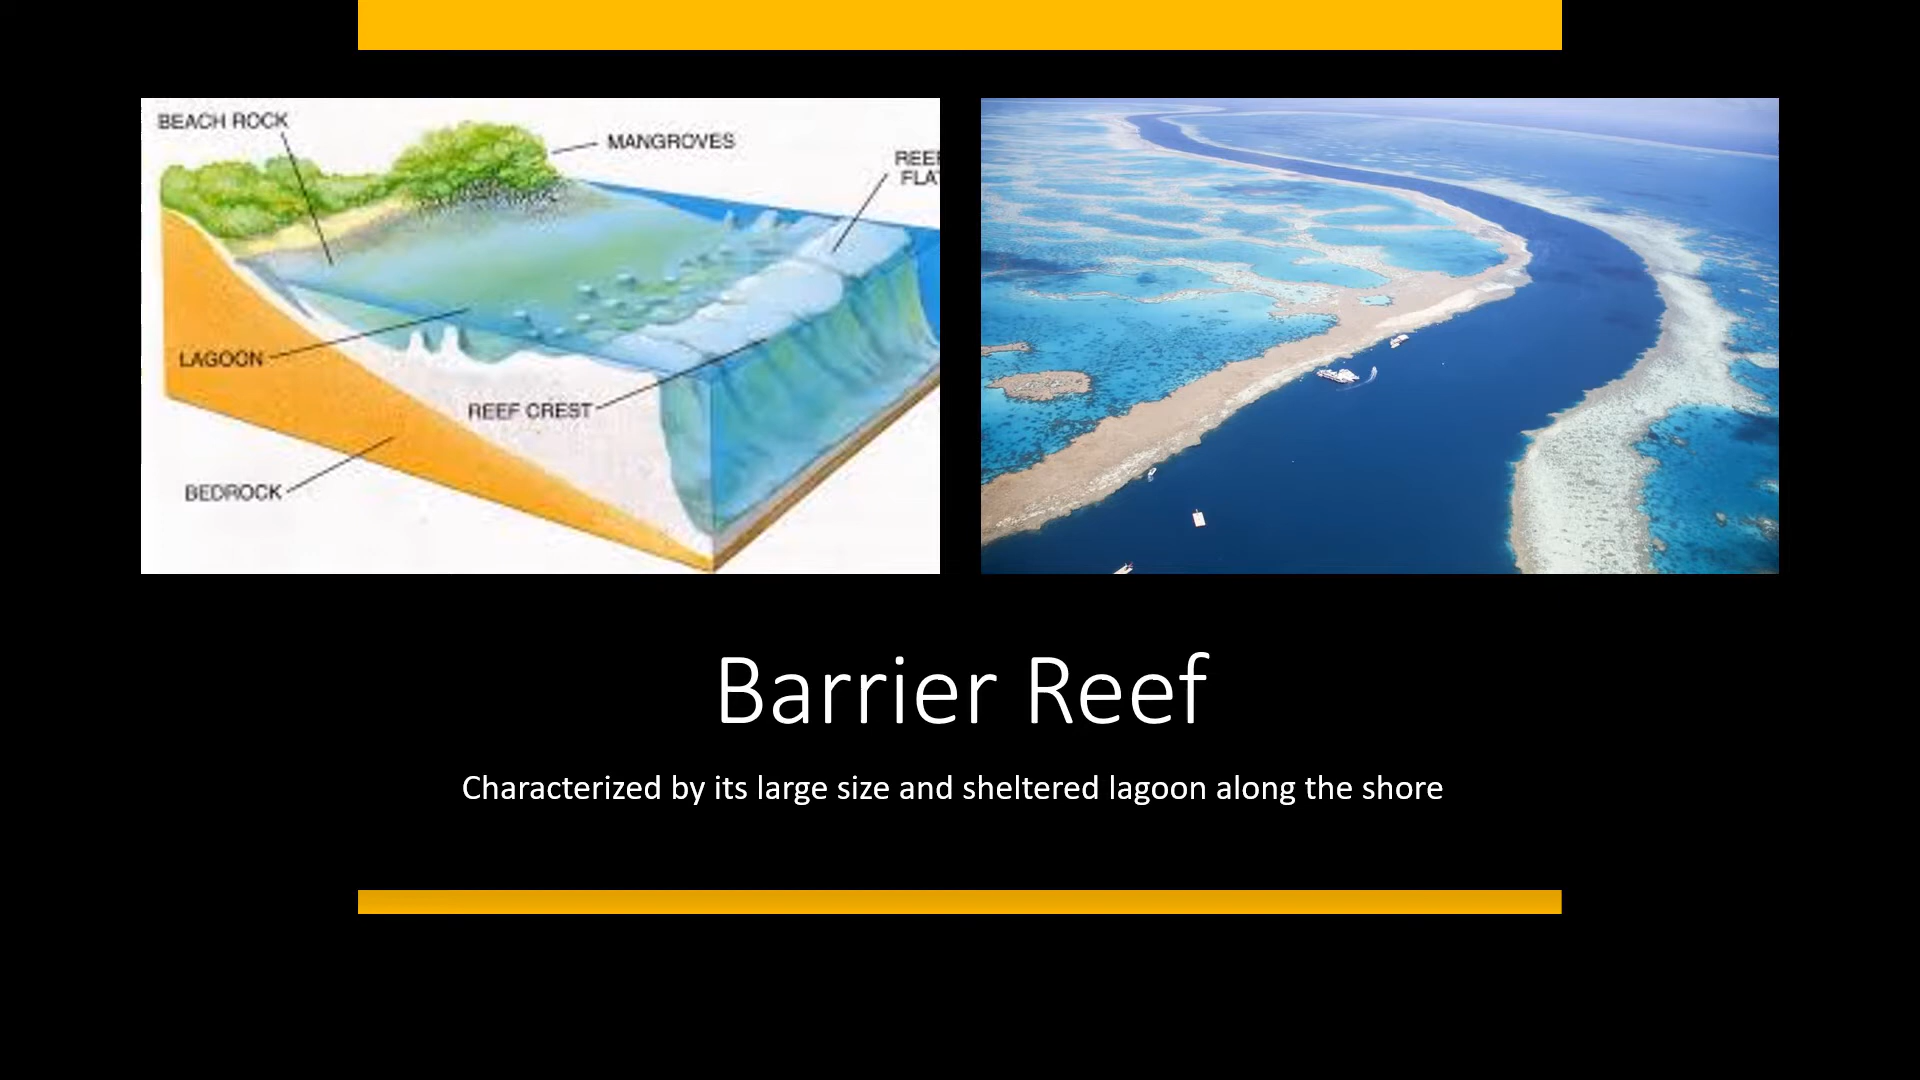 BEACH ROCK
MANGROVES
REEF
FLA
LAGOON
REEF CREST
BEDROCK
Barrier Reef
Characterized by its large size and sheltered lagoon along the shore